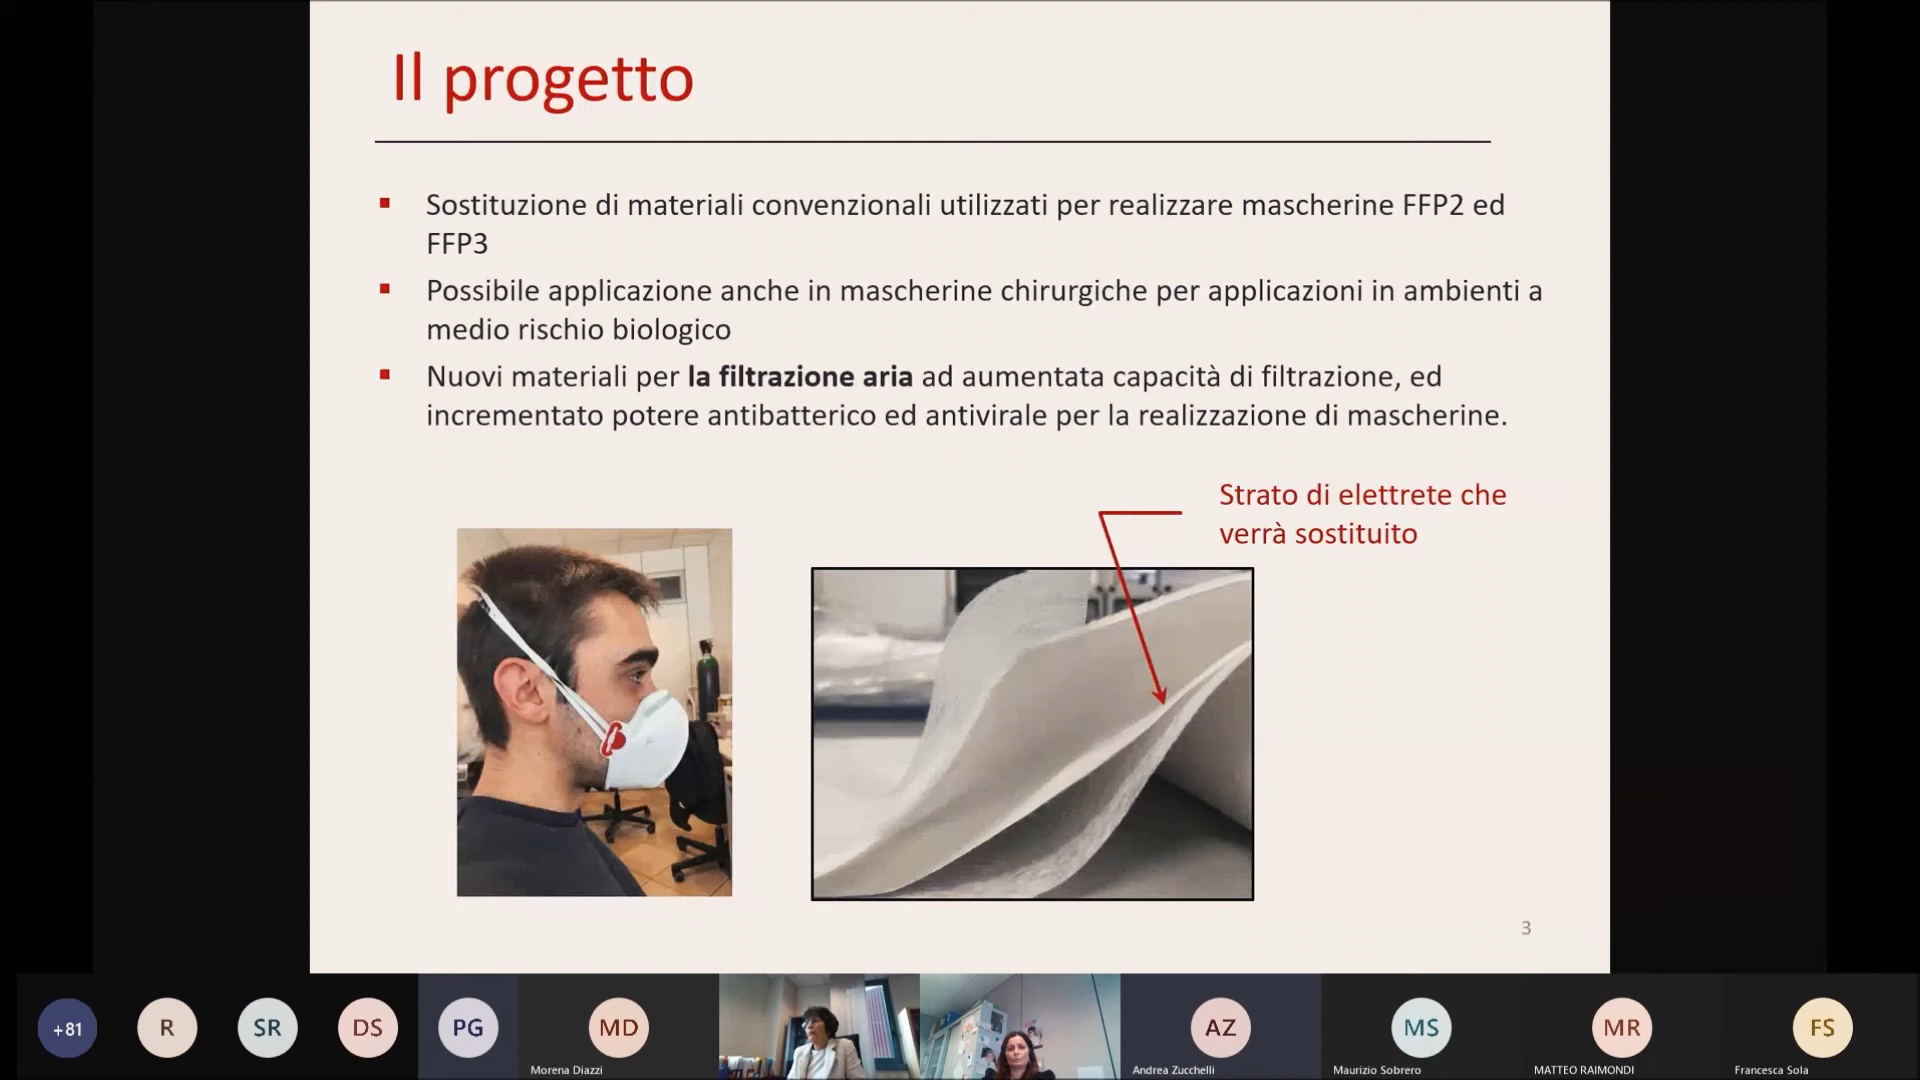 Il progetto
Sostituzione di materiali convenzionali utilizzati per realizzare mascherine FFP2 ed
FFP3
Possibile applicazione anche in mascherine chirurgiche per applicazioni in ambienti a
medio rischio biologico
Nuovi materiali per la filtrazione aria ad aumentata capacità di filtrazione, ed
incrementato potere antibatterico ed antivirale per la realizzazione di mascherine.
Strato di elettrete che
verrà sostituito
3
+81
R
SR
DS
PG
MD
AZ
MS
MR
FS
Morena Diazzi
Andrea Zucchelli
Maurizio Sobrero
MATTEO RAIMONDI
Francesca Sola